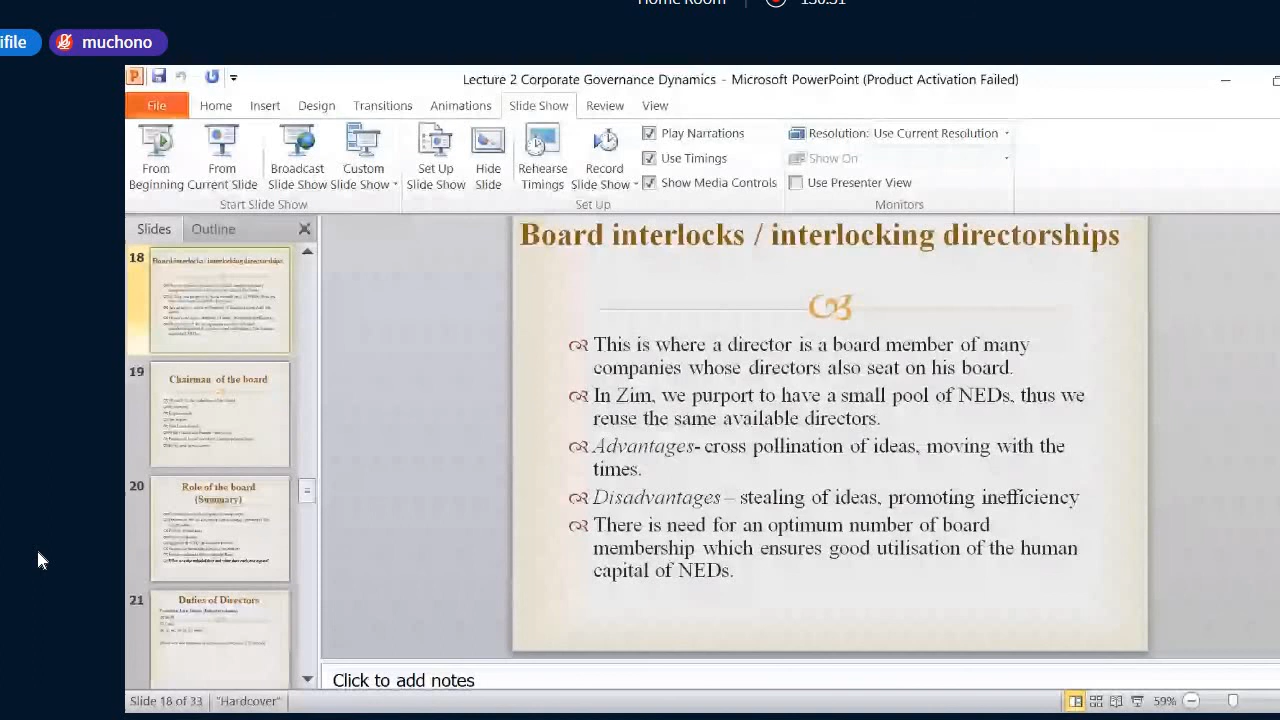 Home Room
ifile
muchono
Lecture 2 Corporate Governance Dynamics - Microsoft PowerPoint (Product Activation Failed)
File Home Insert Design Transitions Animations Slide Show Review View
From Beginning
From Current Slide
Broadcast Slide Show
Custom Slide Show
Set Up Slide Show
Hide Slide
Rehearse Timings
Record Slide Show
Play Narrations
Use Timings
Show Media Controls
Resolution: Use Current Resolution
Show On
Use Presenter View
Start Slide Show
Set Up
Monitors
Slides Outline
18
Board interlocks / interlocking directorships
19
Chairman of the board
20
Role of the board
(Summary)
21
Duties of Directors
Board interlocks / interlocking directorships
This is where a director is a board member of many
companies whose directors also seat on his board.
In Zim, we purport to have a small pool of NEDs, thus we
reuse the same available directors.
Advantages- cross pollination of ideas, moving with the
times.
Disadvantages – stealing of ideas, promoting inefficiency
There is need for an optimum number of board
membership which ensures good utilisation of the human
capital of NEDs.
Click to add notes
Slide 18 of 33
"Hardcover"
59%